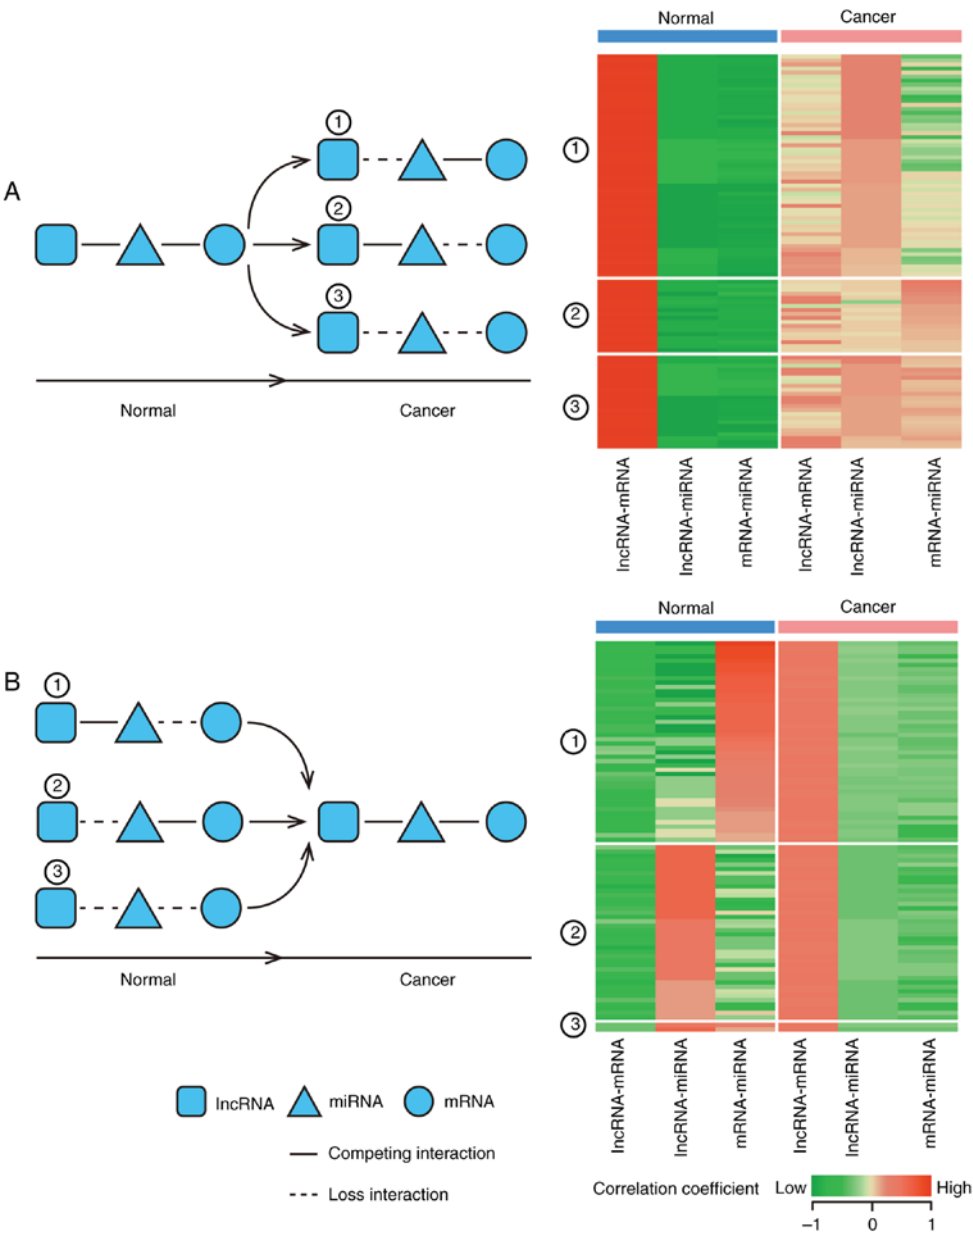 Normal Cancer
A
1
2
3
Normal Cancer
1
2
3
lncRNA-mRNA
lncRNA-miRNA
mRNA-miRNA
lncRNA-mRNA
lncRNA-miRNA
mRNA-miRNA
Normal Cancer
B
1
2
3
Normal Cancer
1
2
3
lncRNA-mRNA
lncRNA-miRNA
mRNA-miRNA
lncRNA-mRNA
lncRNA-miRNA
mRNA-miRNA
lncRNA miRNA mRNA
Competing interaction
Loss interaction
Correlation coefficient Low High
−1 0 1